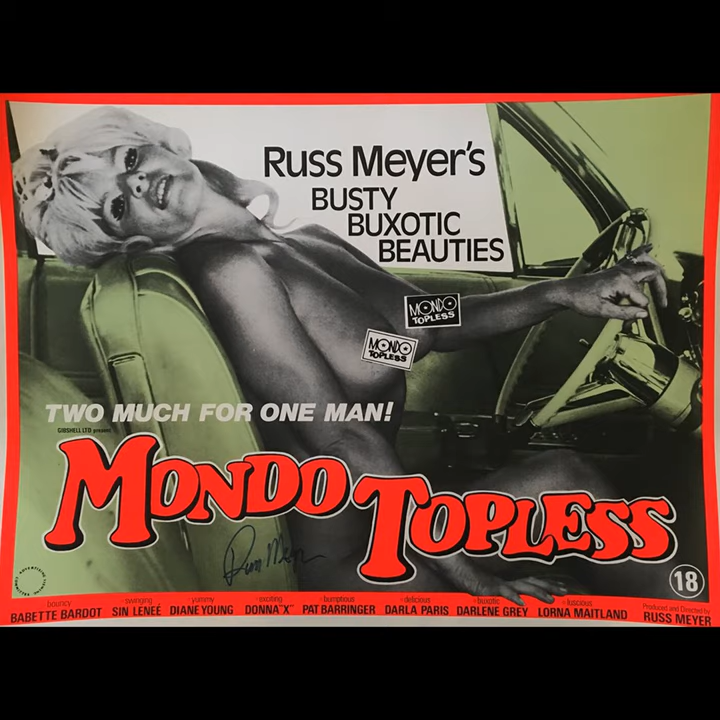 Russ Meyer's
BUSTY
BUXOTIC
BEAUTIES
MONDO
TOPLESS
MONDO
TOPLESS
TWO MUCH FOR ONE MAN!
GIBSHELL LTD present
MONDO TOPLESS
Russ Meyer
18
bouncy
BABETTE BARDOT
swinging
SIN LENEÉ
yummy
DIANE YOUNG
exciting
DONNA "X"
bumptious
PAT BARRINGER
delicious
DARLA PARIS
buxotic
DARLENE GREY
luscious
LORNA MAITLAND
Produced and Directed by
RUSS MEYER